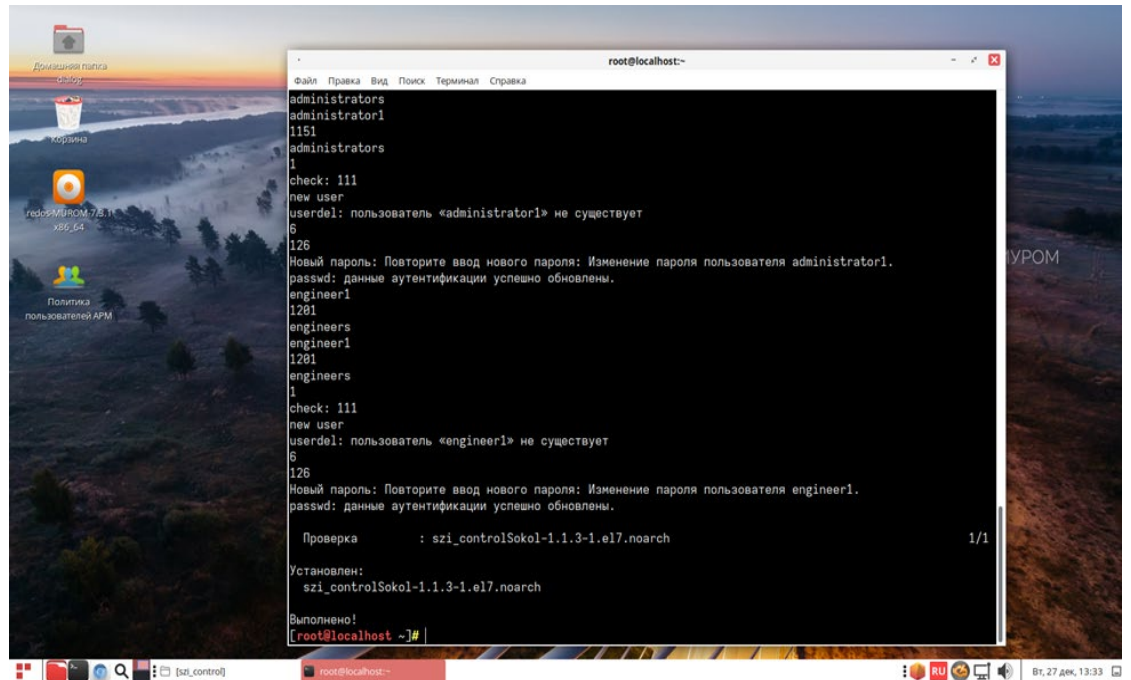 Домашняя папка
dialog
Корзина
redos-MUROM-7.3.1
x86_64
Политика
пользователей АРМ
root@localhost:~
Файл Правка Вид Поиск Терминал Справка
administrators
administrator1
1151
administrators
1
check: 111
new user
userdel: пользователь «administrator1» не существует
6
126
Новый пароль: Повторите ввод нового пароля: Изменение пароля пользователя administrator1.
passwd: данные аутентификации успешно обновлены.
engineer1
1201
engineers
engineer1
1201
engineers
1
check: 111
new user
userdel: пользователь «engineer1» не существует
6
126
Новый пароль: Повторите ввод нового пароля: Изменение пароля пользователя engineer1.
passwd: данные аутентификации успешно обновлены.
Проверка : szi_controlSokol-1.1.3-1.el7.noarch 1/1
Установлен:
szi_controlSokol-1.1.3-1.el7.noarch
Выполнено!
[root@localhost ~]#
УРОМ
[szi_control]
root@localhost:~
RU
Вт, 27 дек, 13:33